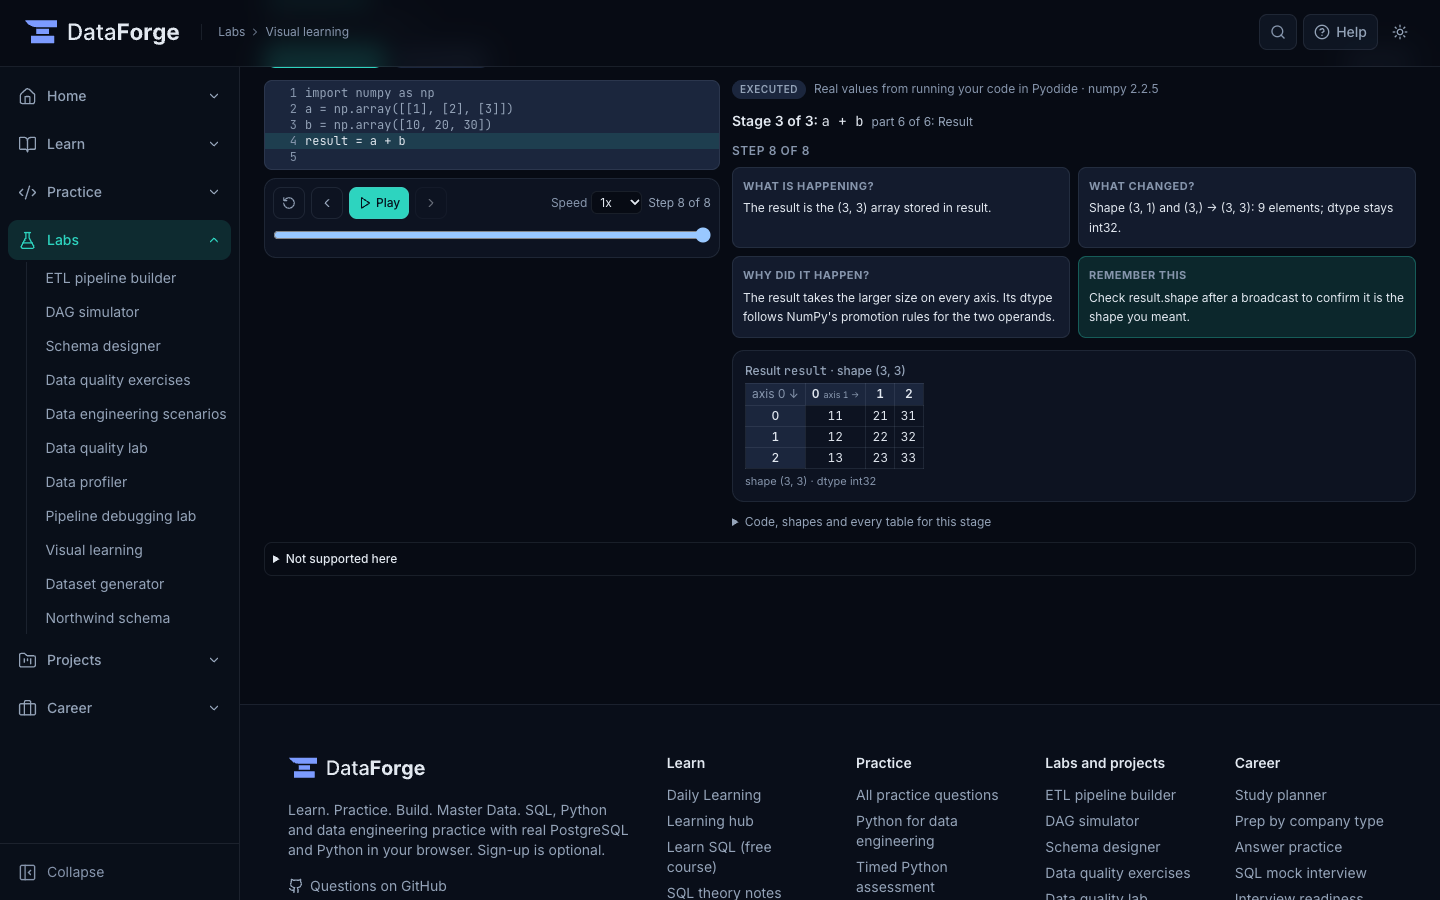 DataForge
Labs > Visual learning
Help
Home
Learn
Practice
Labs
ETL pipeline builder
DAG simulator
Schema designer
Data quality exercises
Data engineering scenarios
Data quality lab
Data profiler
Pipeline debugging lab
Visual learning
Dataset generator
Northwind schema
Projects
Career
Collapse
1 import numpy as np
2 a = np.array([[1], [2], [3]])
3 b = np.array([10, 20, 30])
4 result = a + b
5
Play
Speed 1x Step 8 of 8
EXECUTED Real values from running your code in Pyodide · numpy 2.2.5
Stage 3 of 3: a + b part 6 of 6: Result
STEP 8 OF 8
WHAT IS HAPPENING?
The result is the (3, 3) array stored in result.
WHAT CHANGED?
Shape (3, 1) and (3,) → (3, 3): 9 elements; dtype stays
int32.
WHY DID IT HAPPEN?
The result takes the larger size on every axis. Its dtype
follows NumPy's promotion rules for the two operands.
REMEMBER THIS
Check result.shape after a broadcast to confirm it is the
shape you meant.
Result result · shape (3, 3)
axis 0 ↓ 0 axis 1 → 1 2
0 11 21 31
1 12 22 32
2 13 23 33
shape (3, 3) · dtype int32
Code, shapes and every table for this stage
Not supported here
DataForge
Learn. Practice. Build. Master Data. SQL, Python
and data engineering practice with real PostgreSQL
and Python in your browser. Sign-up is optional.
Questions on GitHub
Learn
Daily Learning
Learning hub
Learn SQL (free
course)
SQL theory notes
Practice
All practice questions
Python for data
engineering
Timed Python
assessment
Labs and projects
ETL pipeline builder
DAG simulator
Schema designer
Data quality exercises
Data quality lab
Career
Study planner
Prep by company type
Answer practice
SQL mock interview
Interview readiness